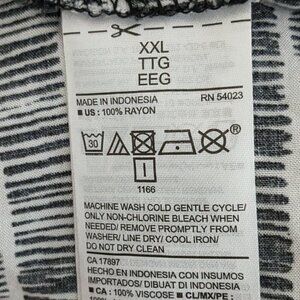 XXL
TTG
EEG
MADE IN INDONESIA RN 54023
■ US : 100% RAYON
30
®
I
1166
MACHINE WASH COLD GENTLE CYCLE/
ONLY NON-CHLORINE BLEACH WHEN
NEEDED/ REMOVE PROMPTLY FROM
WASHER/ LINE DRY/ COOL IRON/
DO NOT DRY CLEAN
CA 17897
HECHO EN INDONESIA CON INSUMOS
IMPORTADOS/ DIBUAT DI INDONESIA
■ CA : 100% VISCOSE ■ CL/MX/PE